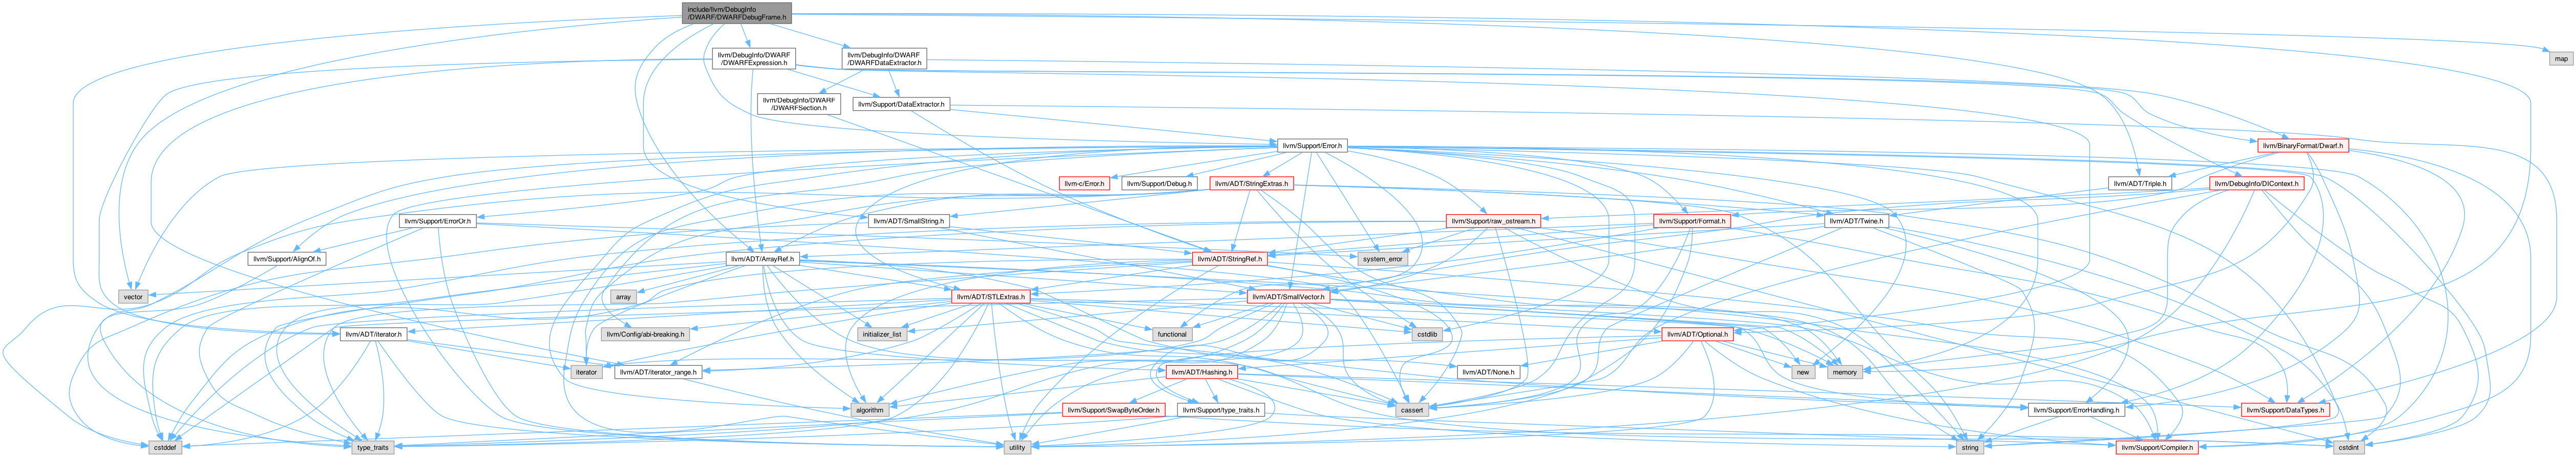 include/llvm/DebugInfo
/DWARF/DWARFDebugFrame.h
llvm/DebugInfo/DWARF
/DWARFExpression.h
llvm/DebugInfo/DWARF
/DWARFDataExtractor.h
map
llvm/DebugInfo/DWARF
/DWARFSection.h
llvm/Support/DataExtractor.h
llvm/Support/Error.h
llvm/BinaryFormat/Dwarf.h
llvm-c/Error.h
llvm/Support/Debug.h
llvm/ADT/StringExtras.h
llvm/ADT/Triple.h
llvm/DebugInfo/DIContext.h
llvm/Support/ErrorOr.h
llvm/ADT/SmallString.h
llvm/Support/raw_ostream.h
llvm/Support/Format.h
llvm/ADT/Twine.h
llvm/Support/AlignOf.h
llvm/ADT/ArrayRef.h
llvm/ADT/StringRef.h
system_error
vector
array
llvm/ADT/STLExtras.h
llvm/ADT/SmallVector.h
llvm/ADT/iterator.h
llvm/Config/abi-breaking.h
initializer_list
functional
cstdlib
llvm/ADT/Optional.h
iterator
llvm/ADT/iterator_range.h
llvm/ADT/Hashing.h
llvm/ADT/None.h
new
memory
algorithm
llvm/Support/SwapByteOrder.h
llvm/Support/type_traits.h
cassert
llvm/Support/ErrorHandling.h
llvm/Support/DataTypes.h
cstddef
type_traits
utility
string
llvm/Support/Compiler.h
cstdint